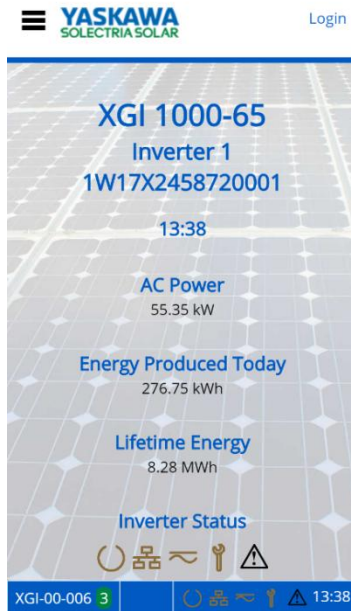 YASKAWA
SOLECTRIA SOLAR
Login
XGI 1000-65
Inverter 1
1W17X2458720001
13:38
AC Power
55.35 kW
Energy Produced Today
276.75 kWh
Lifetime Energy
8.28 MWh
Inverter Status
XGI-00-006 3 13:38